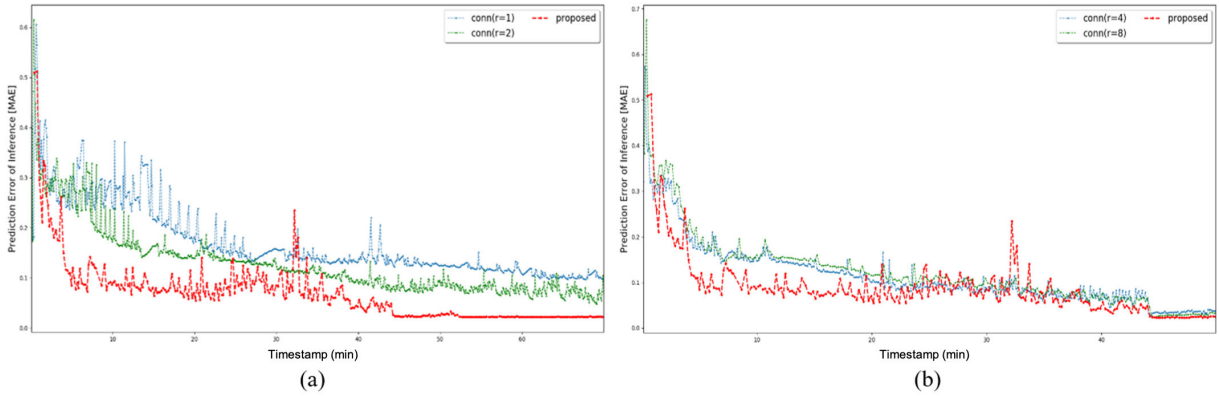 conn(r=1) proposed
conn(r=2)
Prediction Error of Inference [MAE]
0.6
0.5
0.4
0.3
0.2
0.1
0.0
10 20 30 40 50 60 70
Timestamp (min)
(a)
conn(r=4) proposed
conn(r=8)
Prediction Error of Inference [MAE]
0.7
0.6
0.5
0.4
0.3
0.2
0.1
0.0
10 20 30 40
Timestamp (min)
(b)